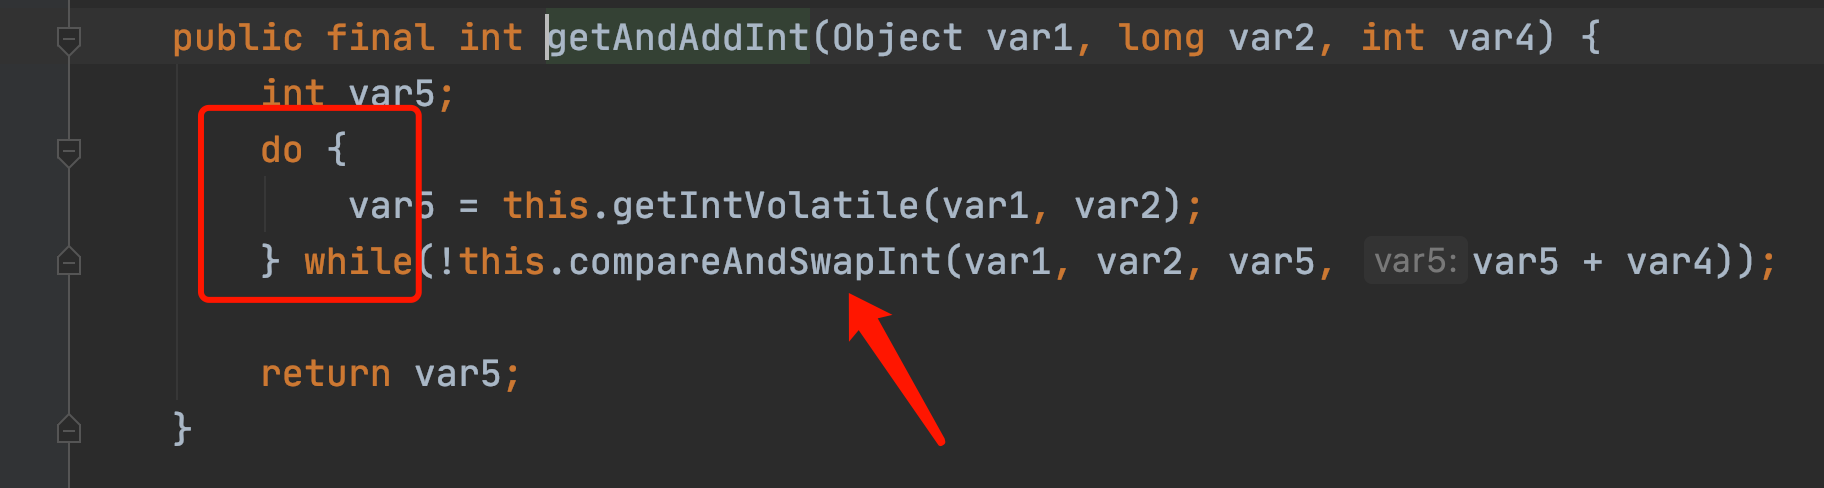 public final int getAndAddInt(Object var1, long var2, int var4) {
int var5;
do {
var5 = this.getIntVolatile(var1, var2);
} while(!this.compareAndSwapInt(var1, var2, var5, var5: var5 + var4));
return var5;
}